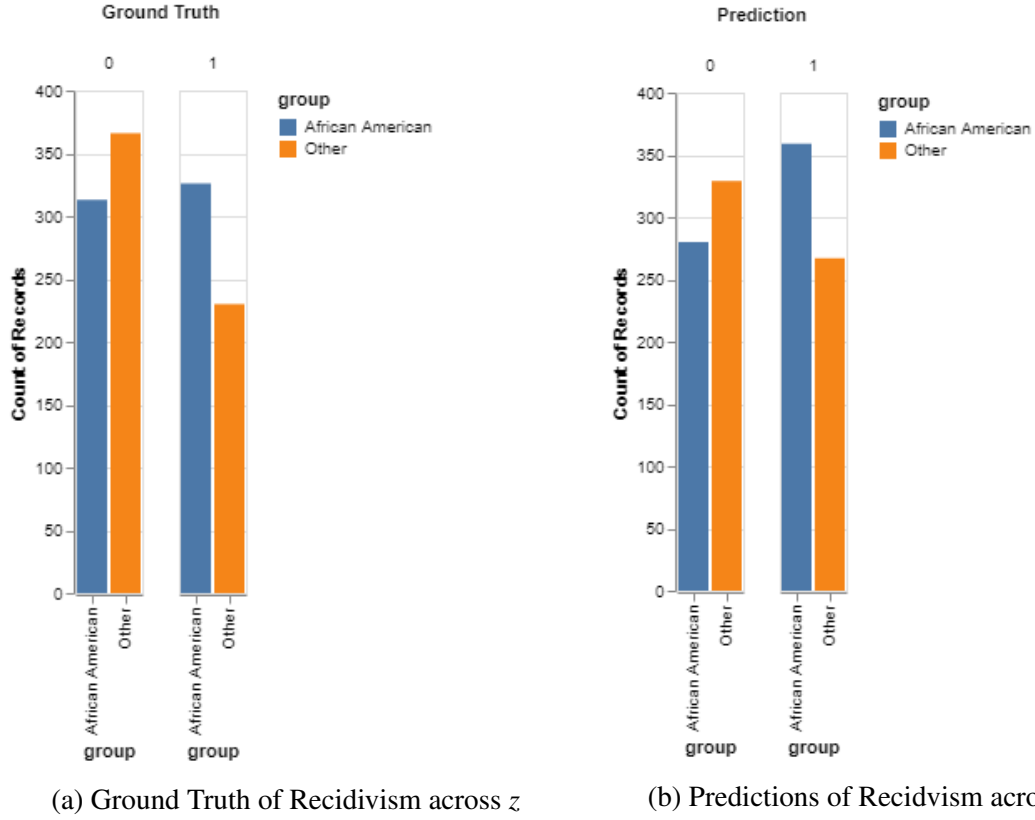 Ground Truth
0 1
400
350
300
250
200
150
100
50
0
Count of Records
African American
Other
African American
Other
group
group
group
African American
Other
(a) Ground Truth of Recidivism across z
Prediction
0 1
400
350
300
250
200
150
100
50
0
Count of Records
African American
Other
African American
Other
group
group
group
African American
Other
(b) Predictions of Recidvism acro